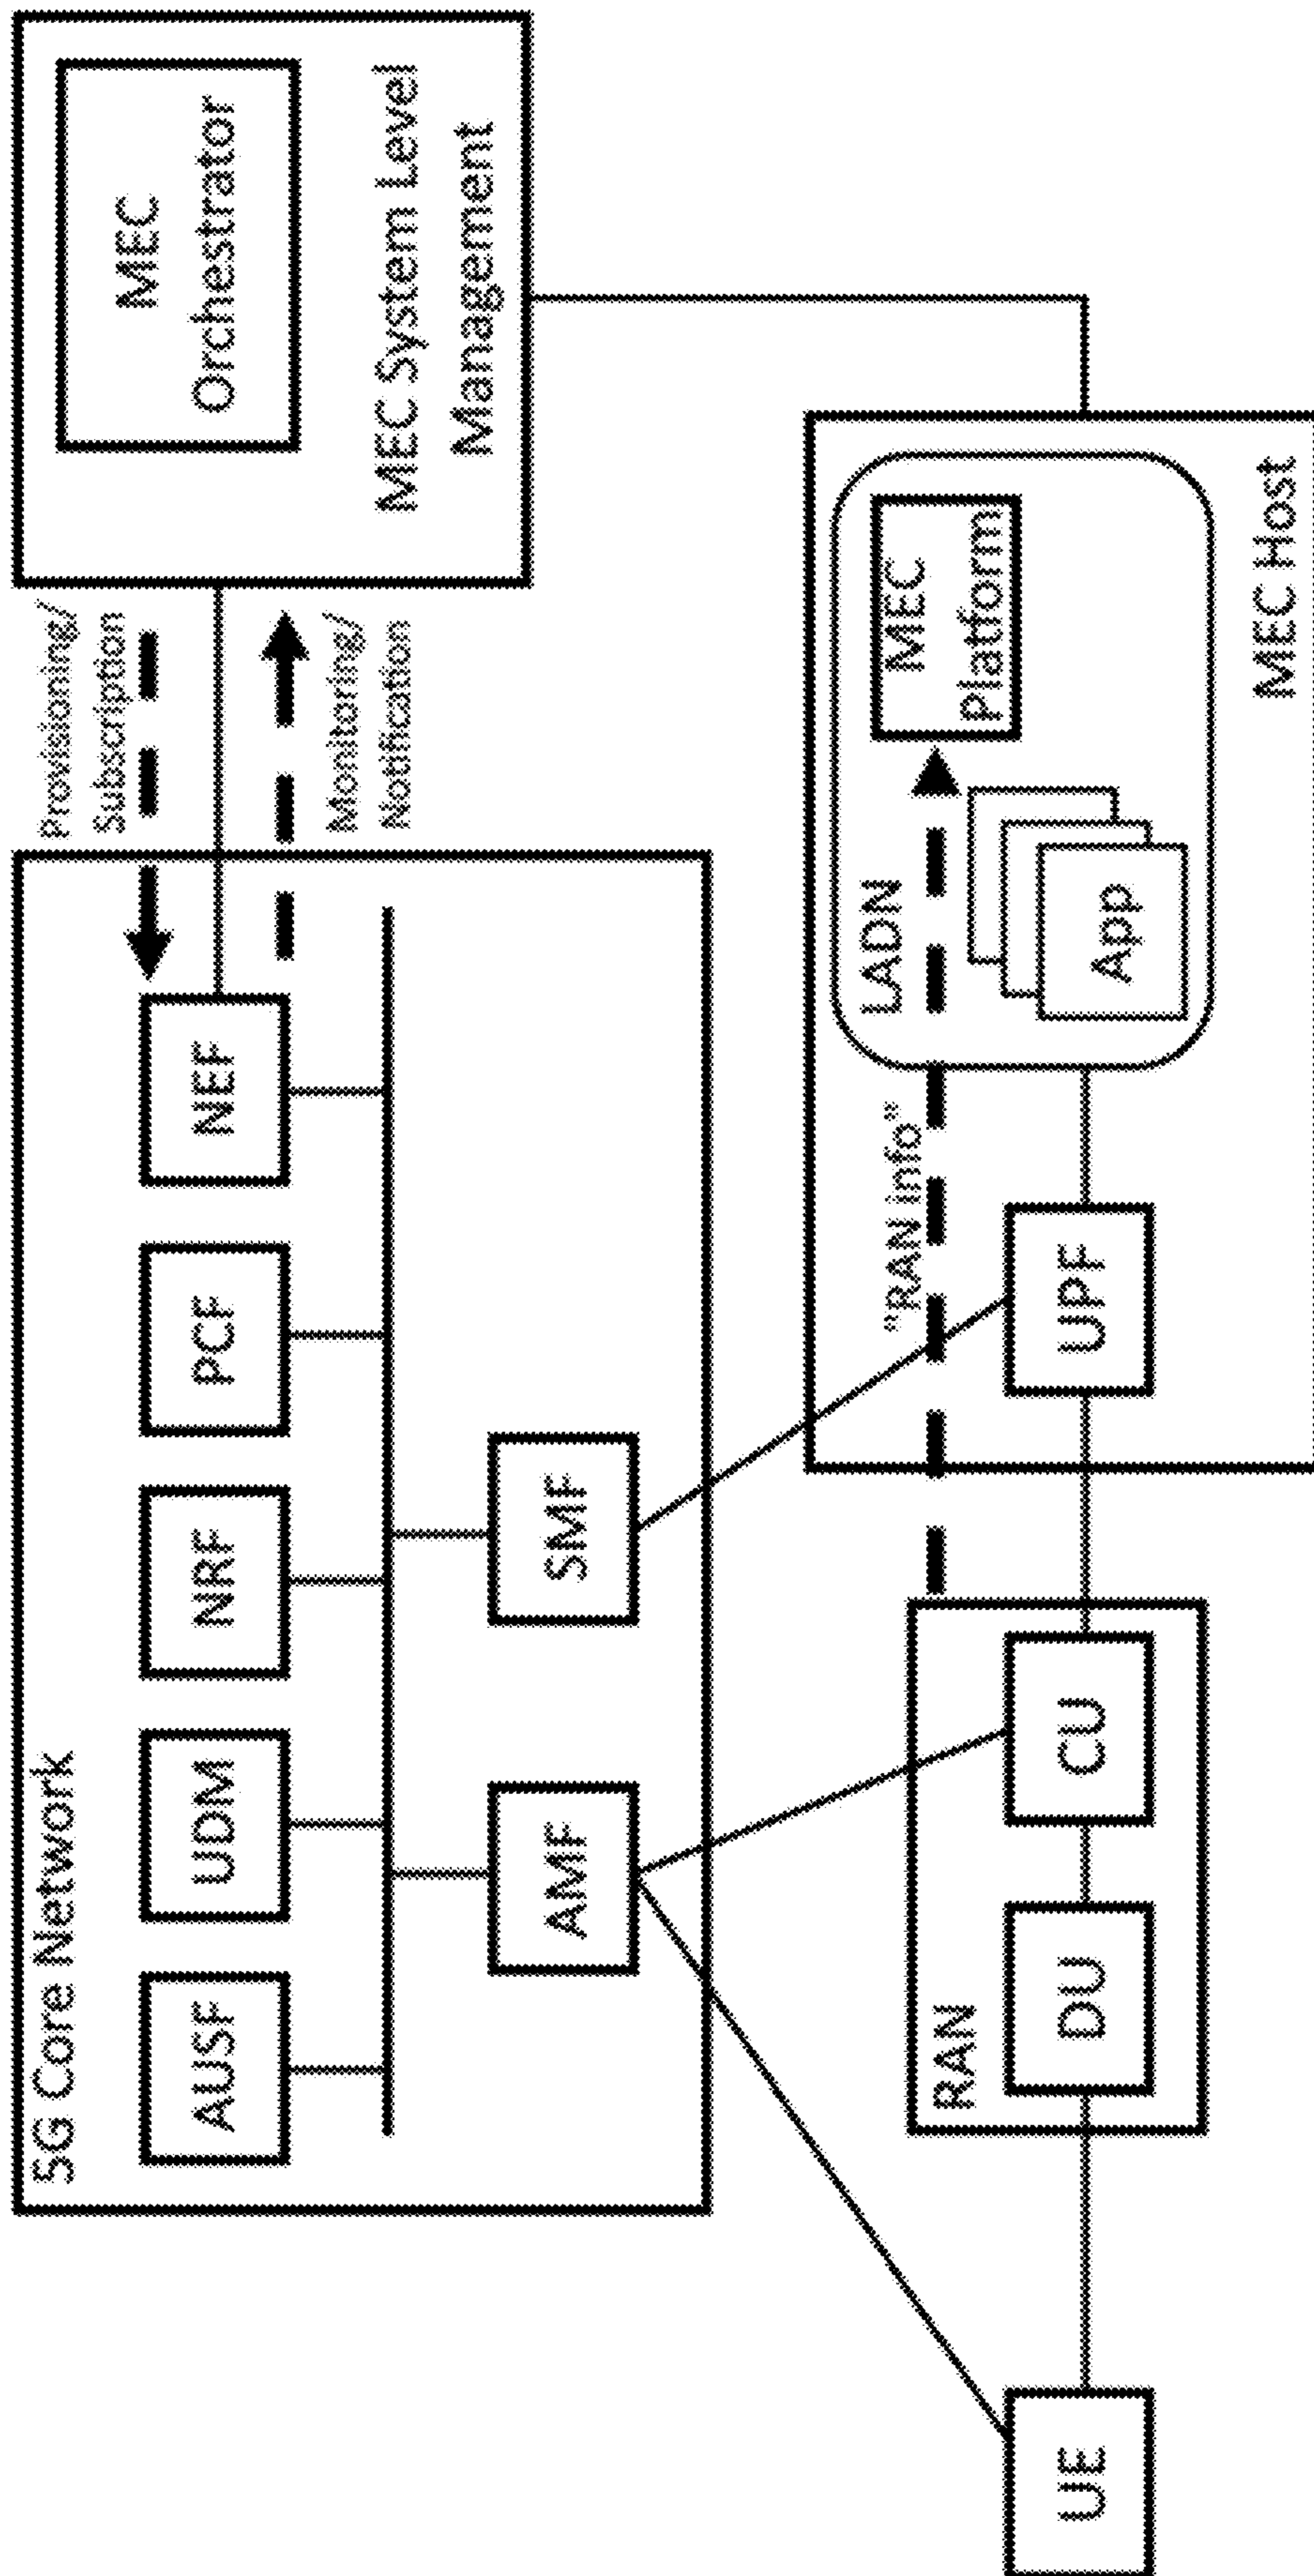 5G Core Network
AUSF
UDM
NRF
PCF
NEF
AMF
SMF
Provisioning/
Subscription
Monitoring/
Notification
MEC
Orchestrator
MEC System Level
Management
UE
RAN
DU
CU
"RAN info"
UPF
LADN
App
MEC
Platform
MEC Host